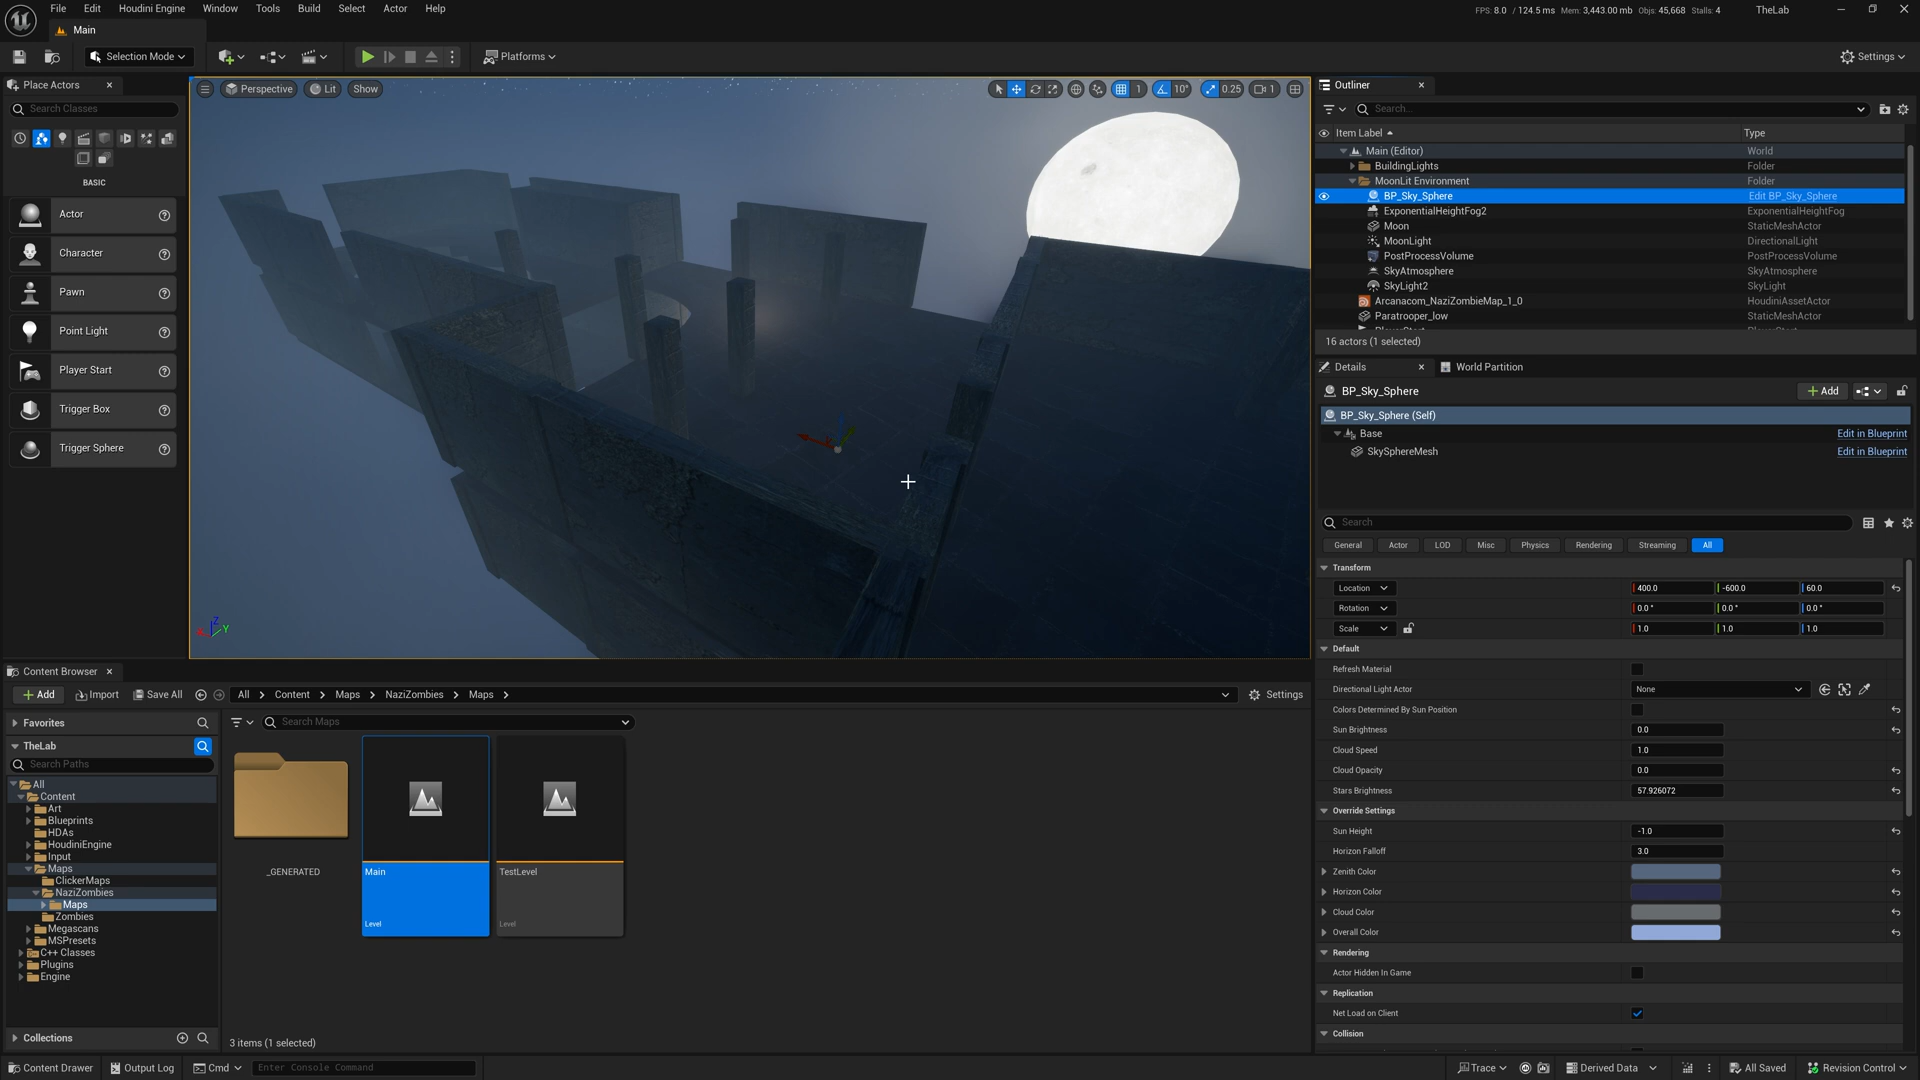 File Edit Houdini Engine Window Tools Build Select Actor Help
FPS: 8.0 / 124.5 ms Mem: 3,443.00 mb Objs: 45,668 Stalls: 4 TheLab
Main
Selection Mode Platforms Settings
Place Actors
Search Classes
BASIC
Actor
Character
Pawn
Point Light
Player Start
Trigger Box
Trigger Sphere
Perspective Lit Show 1 10° 0.25 1
Z
Y
Outliner
Search...
Item Label Type
Main (Editor) World
BuildingLights Folder
MoonLit Environment Folder
BP_Sky_Sphere Edit BP_Sky_Sphere
ExponentialHeightFog2 ExponentialHeightFog
Moon StaticMeshActor
MoonLight DirectionalLight
PostProcessVolume PostProcessVolume
SkyAtmosphere SkyAtmosphere
SkyLight2 SkyLight
Arcanacom_NaziZombieMap_1_0 HoudiniAssetActor
Paratrooper_low StaticMeshActor
16 actors (1 selected)
Details World Partition
BP_Sky_Sphere Add
BP_Sky_Sphere (Self)
Base Edit in Blueprint
SkySphereMesh Edit in Blueprint
Search
General Actor LOD Misc Physics Rendering Streaming All
Transform
Location 400.0 -600.0 60.0
Rotation 0.0 ° 0.0 ° 0.0 °
Scale 1.0 1.0 1.0
Default
Refresh Material
Directional Light Actor None
Colors Determined By Sun Position
Sun Brightness 0.0
Cloud Speed 1.0
Cloud Opacity 0.0
Stars Brightness 57.926072
Override Settings
Sun Height -1.0
Horizon Falloff 3.0
Zenith Color
Horizon Color
Cloud Color
Overall Color
Rendering
Actor Hidden In Game
Replication
Net Load on Client
Collision
Content Browser
Add Import Save All All Content Maps NaziZombies Maps Settings
Favorites
TheLab
Search Paths
All
Content
Art
Blueprints
HDAs
HoudiniEngine
Input
Maps
ClickerMaps
NaziZombies
Maps
Zombies
Megascans
MSPresets
C++ Classes
Plugins
Engine
Collections
Search Maps
_GENERATED
Main
Level
TestLevel
Level
3 items (1 selected)
Content Drawer Output Log Cmd Enter Console Command Trace Derived Data All Saved Revision Control